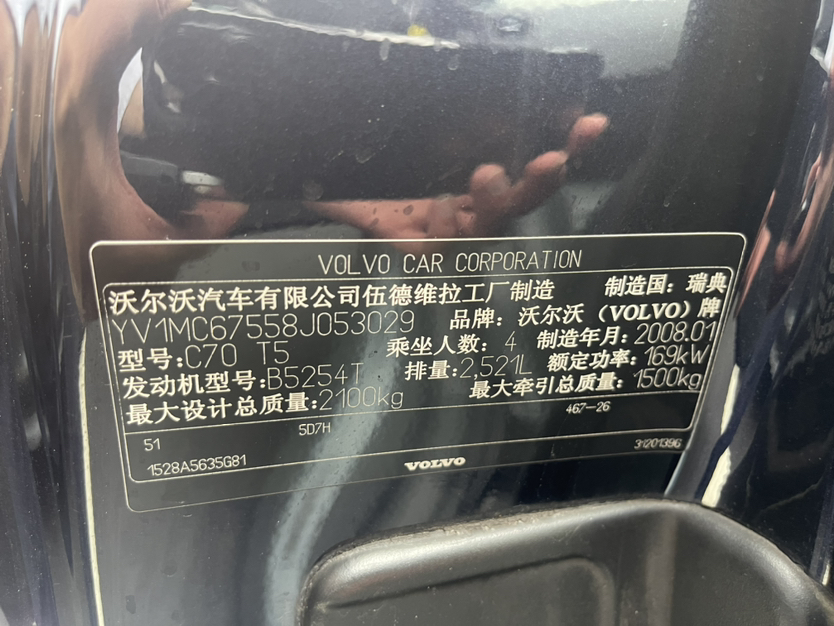 VOLVO CAR CORPORATION
沃尔沃汽车有限公司伍德维拉工厂制造 制造国：瑞典
YV1MC67558J053029 品牌：沃尔沃（VOLVO）牌
型号:C70 T5 乘坐人数：4 制造年月:2008.01
发动机型号:B5254T 排量:2,521L 额定功率:169kW
最大设计总质量:2100kg 最大牵引总质量:1500kg
51 5D7H 467-26
1528A5635G81 VOLVO 31201396